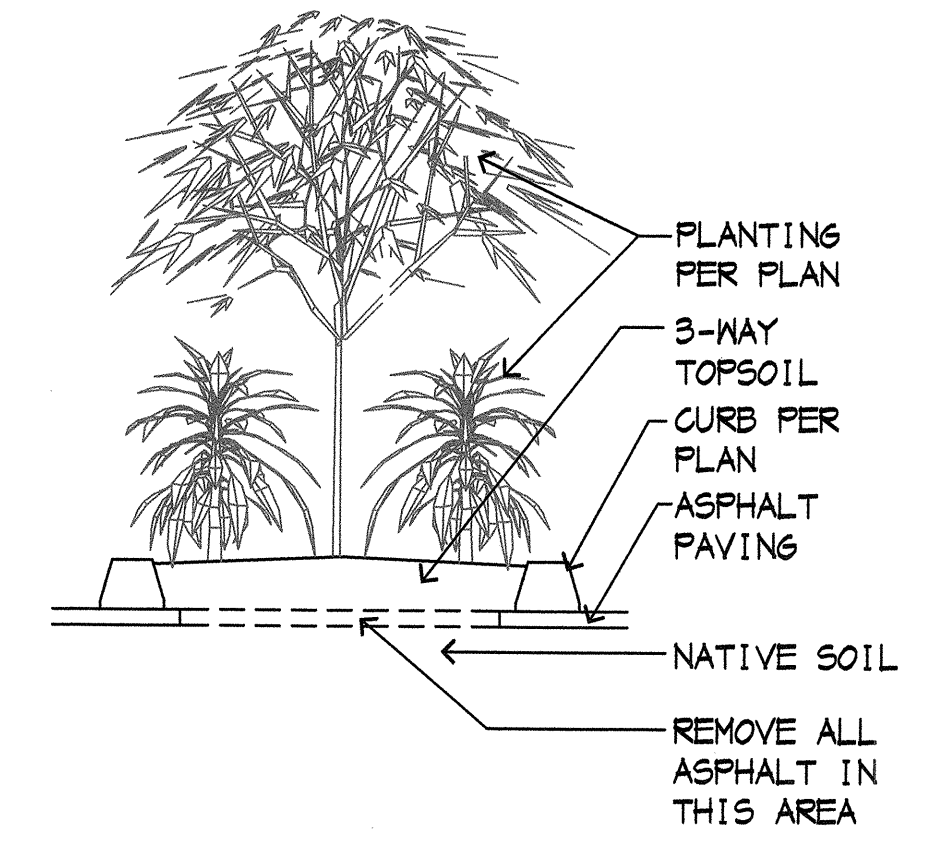 PLANTING
PER PLAN
3-WAY
TOPSOIL
CURB PER
PLAN
ASPHALT
PAVING
NATIVE SOIL
REMOVE ALL
ASPHALT IN
THIS AREA